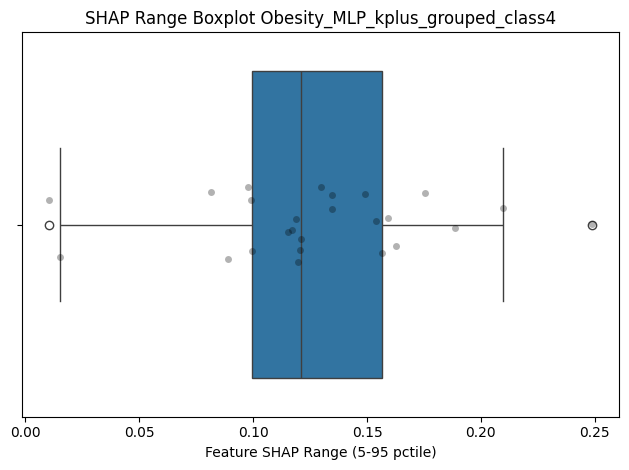 SHAP Range Boxplot Obesity_MLP_kplus_grouped_class4
0.00 0.05 0.10 0.15 0.20 0.25
Feature SHAP Range (5-95 pctile)